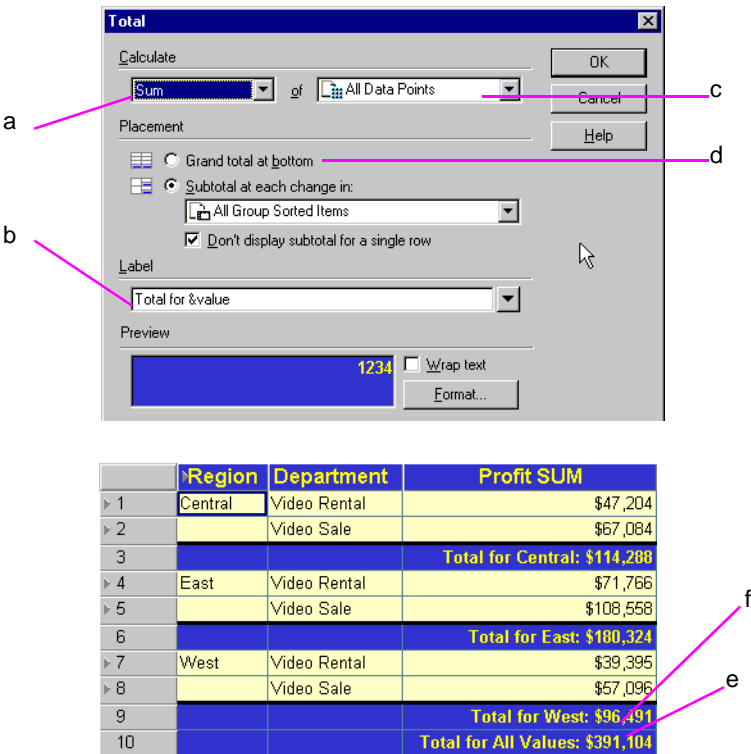 Total
Calculate
Sum of All Data Points
OK
Cancel
Help
c
a
Placement
Grand total at bottom
d
Subtotal at each change in:
All Group Sorted Items
Don't display subtotal for a single row
b
Label
Total for &value
Preview
1234
Wrap text
Format...
Region Department Profit SUM
1 Central Video Rental $47,204
2 Video Sale $67,084
3 Total for Central: $114,288
4 East Video Rental $71,766
5 Video Sale $108,558
f
6 Total for East: $180,324
7 West Video Rental $39,395
e
8 Video Sale $57,096
9 Total for West: $96,491
10 Total for All Values: $391,104